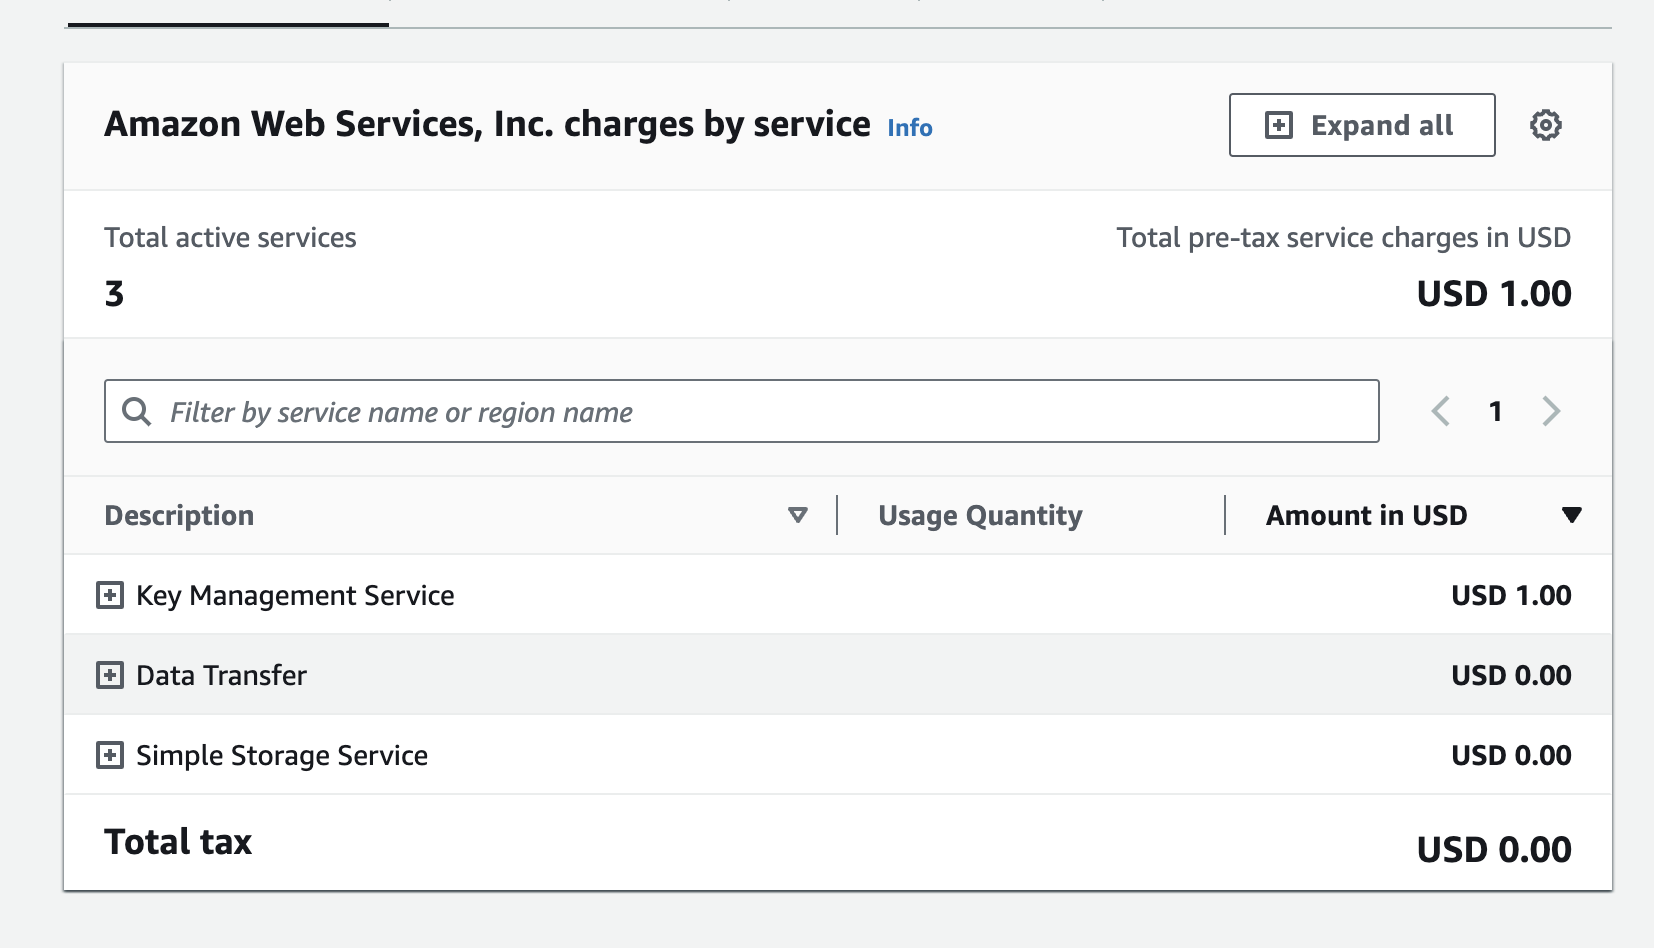 Amazon Web Services, Inc. charges by service Info
Expand all
Total active services
Total pre-tax service charges in USD
3
USD 1.00
Filter by service name or region name
1
Description Usage Quantity Amount in USD
Key Management Service USD 1.00
Data Transfer USD 0.00
Simple Storage Service USD 0.00
Total tax USD 0.00